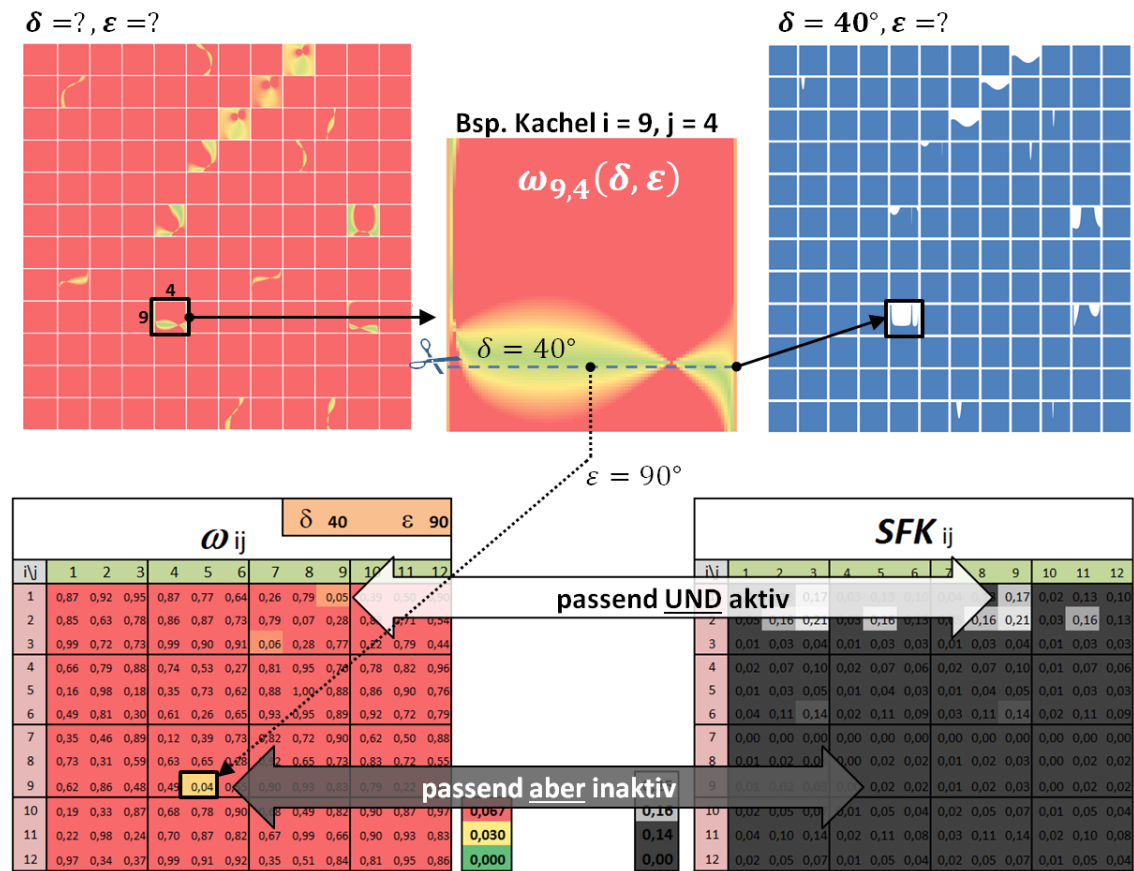 δ =?, ε =?
δ = 40°, ε =?
Bsp. Kachel i = 9, j = 4
ω₉,₄(δ, ε)
4
9
δ = 40°
ε = 90°
δ 40 ε 90
ω ij
SFK ij
i\j 1 2 3 4 5 6 7 8 9 10 11 12
i\j 1 2 3 4 5 6 7 8 9 10 11 12
1 0,87 0,92 0,95 0,87 0,77 0,64 0,26 0,79 0,05
passend UND aktiv
1 0,17 0,17 0,02 0,13 0,10
2 0,85 0,63 0,78 0,86 0,87 0,73 0,79 0,07 0,28 0,71 0,54
2 0,16 0,21 0,16 0,13 0,16 0,21 0,03 0,16 0,13
3 0,99 0,72 0,73 0,99 0,90 0,91 0,06 0,28 0,77 0,79 0,44
3 0,01 0,03 0,04 0,01 0,03 0,03 0,01 0,03 0,04 0,01 0,03 0,03
4 0,66 0,79 0,88 0,74 0,53 0,27 0,81 0,95 0,78 0,82 0,96
4 0,02 0,07 0,10 0,02 0,07 0,06 0,02 0,07 0,10 0,01 0,07 0,06
5 0,16 0,98 0,18 0,35 0,73 0,62 0,88 1,00 0,88 0,86 0,90 0,76
5 0,01 0,03 0,05 0,01 0,04 0,03 0,01 0,04 0,05 0,01 0,03 0,03
6 0,49 0,81 0,30 0,61 0,26 0,65 0,93 0,95 0,89 0,92 0,72 0,79
6 0,04 0,11 0,14 0,02 0,11 0,09 0,03 0,11 0,14 0,02 0,11 0,09
7 0,35 0,46 0,89 0,12 0,39 0,73 0,82 0,72 0,90 0,62 0,50 0,88
7 0,00 0,00 0,00 0,00 0,00 0,00 0,00 0,00 0,00 0,00 0,00 0,00
8 0,73 0,31 0,59 0,63 0,65 0,65 0,73 0,83 0,72 0,55
8 0,01 0,02 0,00 0,02 0,02 0,01 0,02 0,02 0,00 0,02 0,02
9 0,62 0,86 0,48 0,49 0,04
passend aber inaktiv
9 0,02 0,02 0,01 0,02 0,03 0,00 0,02 0,02
10 0,19 0,33 0,87 0,68 0,78 0,90 0,49 0,82 0,90 0,87 0,97
0,067
0,16
10 0,02 0,01 0,05 0,04 0,02 0,05 0,01 0,05 0,04
11 0,22 0,98 0,24 0,70 0,87 0,82 0,67 0,99 0,66 0,90 0,93 0,83
0,030
0,14
11 0,04 0,10 0,14 0,02 0,11 0,08 0,03 0,11 0,14 0,02 0,10 0,08
12 0,97 0,34 0,37 0,99 0,91 0,92 0,35 0,51 0,84 0,81 0,95 0,86
0,000
0,00
12 0,02 0,05 0,07 0,01 0,05 0,04 0,02 0,05 0,07 0,01 0,05 0,04